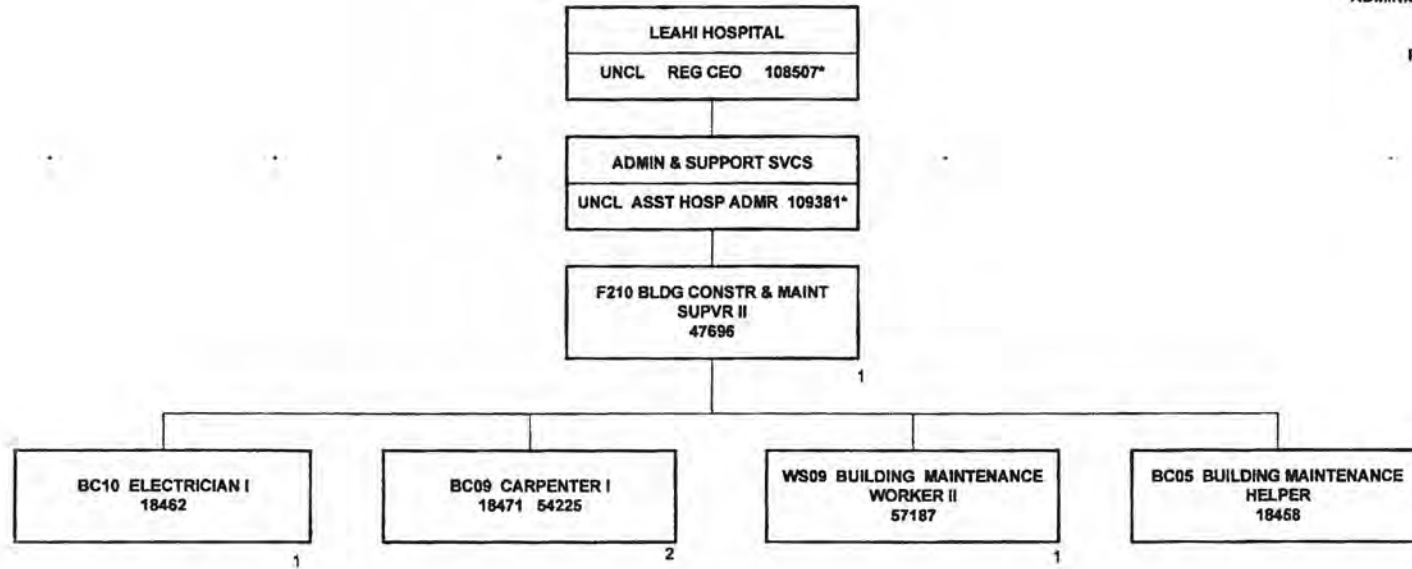 LEAHI HOSPITAL
UNCL REG CEO 108507*
ADMIN & SUPPORT SVCS
UNCL ASST HOSP ADMR 109381*
F210 BLDG CONSTR & MAINT
SUPVR II
47696
1
BC10 ELECTRICIAN I
18462
1
BC09 CARPENTER I
18471 54225
2
WS09 BUILDING MAINTENANCE
WORKER II
57187
1
BC05 BUILDING MAINTENANCE
HELPER
18458